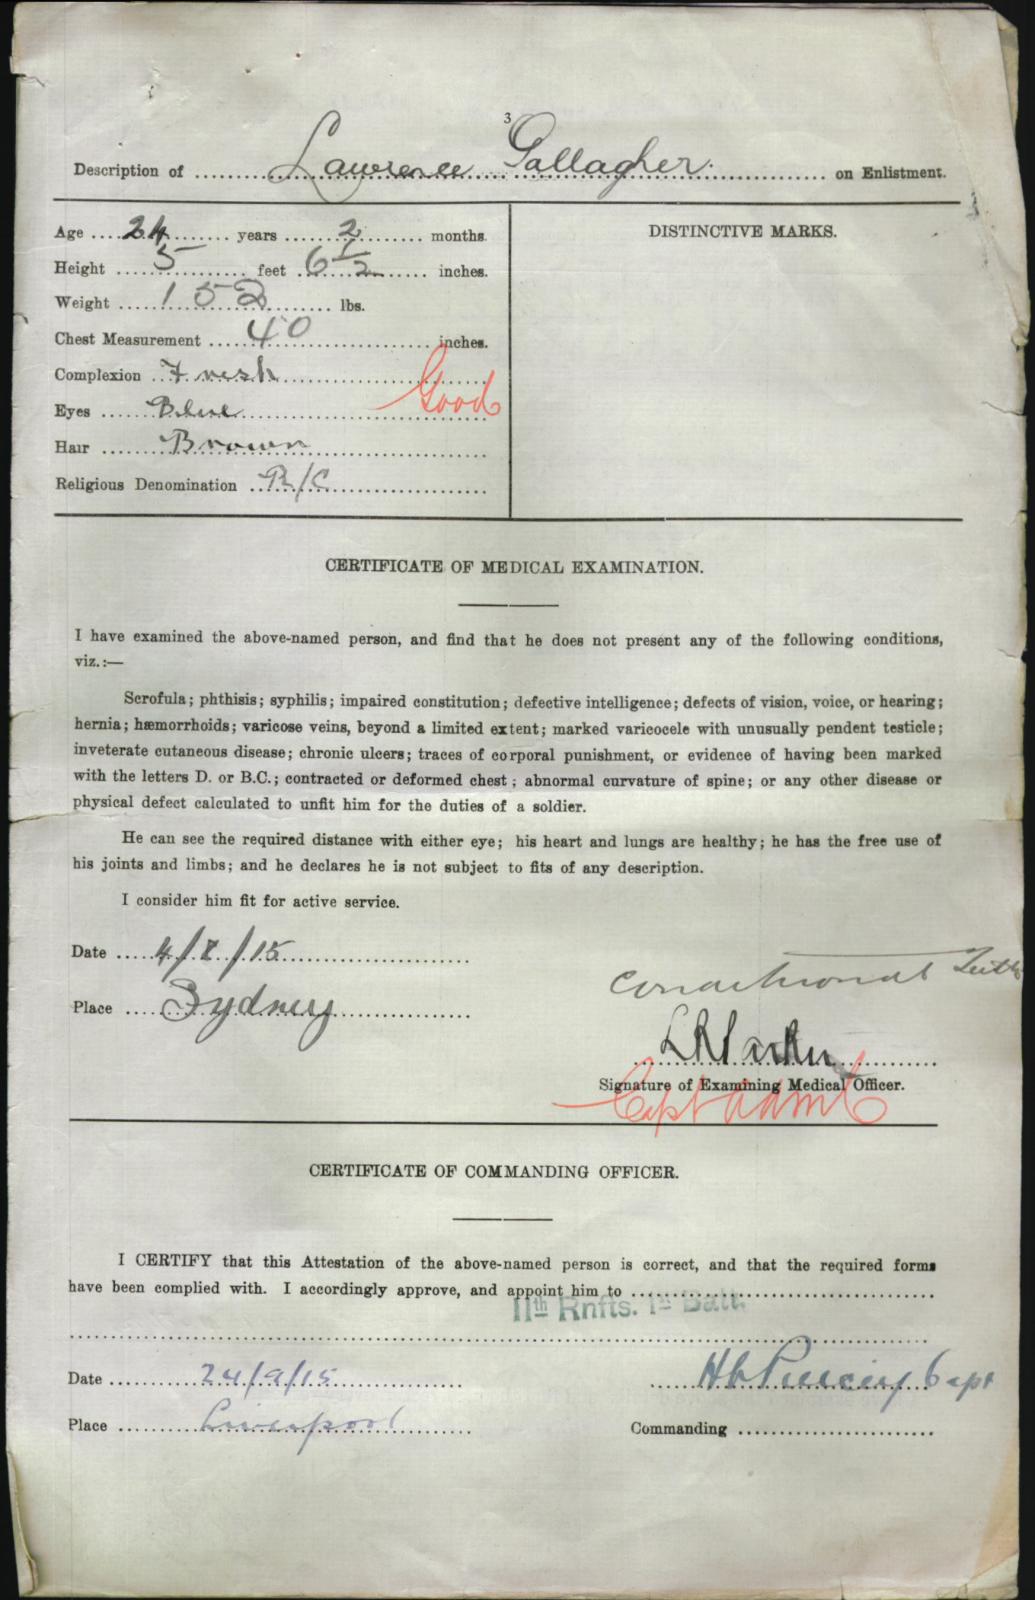 3
Description of Lawrence Gallagher on Enlistment.
Age 24 years 2 months.
Height 5 feet 6 1/2 inches.
Weight 152 lbs.
Chest Measurement 40 inches.
Complexion Fresh
Good
Eyes Blue
Hair Brown
Religious Denomination R/C
DISTINCTIVE MARKS.
CERTIFICATE OF MEDICAL EXAMINATION.
I have examined the above-named person, and find that he does not present any of the following conditions,
viz.:—
Scrofula; phthisis; syphilis; impaired constitution; defective intelligence; defects of vision, voice, or hearing;
hernia; hæmorrhoids; varicose veins, beyond a limited extent; marked varicocele with unusually pendent testicle;
inveterate cutaneous disease; chronic ulcers; traces of corporal punishment, or evidence of having been marked
with the letters D. or B.C.; contracted or deformed chest; abnormal curvature of spine; or any other disease or
physical defect calculated to unfit him for the duties of a soldier.
He can see the required distance with either eye; his heart and lungs are healthy; he has the free use of
his joints and limbs; and he declares he is not subject to fits of any description.
I consider him fit for active service.
Date 4/8/15
conditional Teeth
Place Sydney
Signature of Examining Medical Officer.
Capt
CERTIFICATE OF COMMANDING OFFICER.
I CERTIFY that this Attestation of the above-named person is correct, and that the required forms
have been complied with. I accordingly approve, and appoint him to
11th Rnfts. 1st Batt.
Date 24/9/15
Capt
Place Liverpool
Commanding